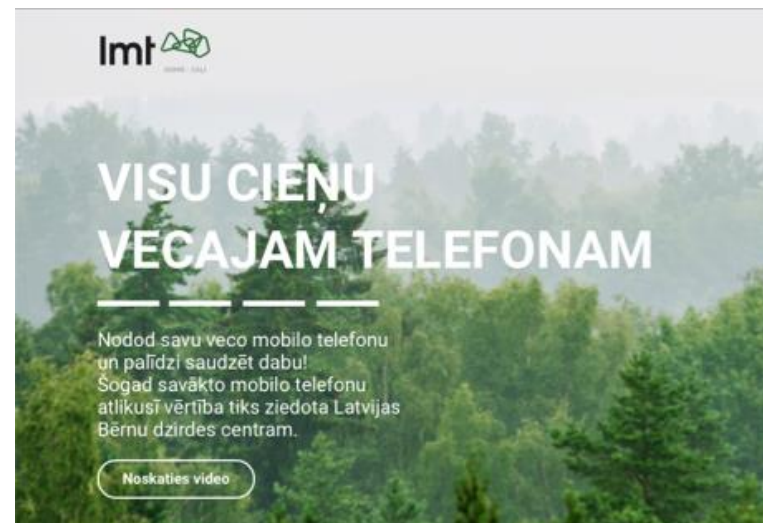 lmt
VISU CIEŅU
VECAJAM TELEFONAM
Nodod savu veco mobilo telefonu
un palīdzi saudzēt dabu!
Šogad savākto mobilo telefonu
atlikusī vērtība tiks ziedota Latvijas
Bērnu dzirdes centram.
Noskaties video